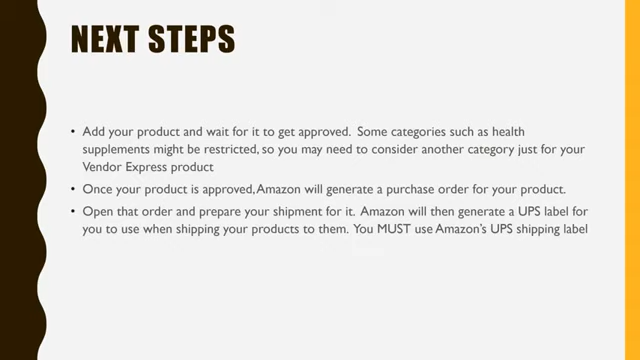 NEXT STEPS
• Add your product and wait for it to get approved. Some categories such as health
supplements might be restricted, so you may need to consider another category just for your
Vendor Express product
• Once your product is approved, Amazon will generate a purchase order for your product.
• Open that order and prepare your shipment for it. Amazon will then generate a UPS label for
you to use when shipping your products to them. You MUST use Amazon's UPS shipping label